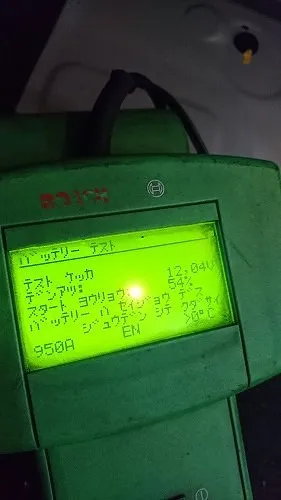 バッテリー テスト
テスト ケッカ
デンアツ: 12.04V
スタート ヨウリョウ: 54%
バッテリー ハ セイジョウ デス
ジュウデン シテ クダサイ
950A EN >0°C